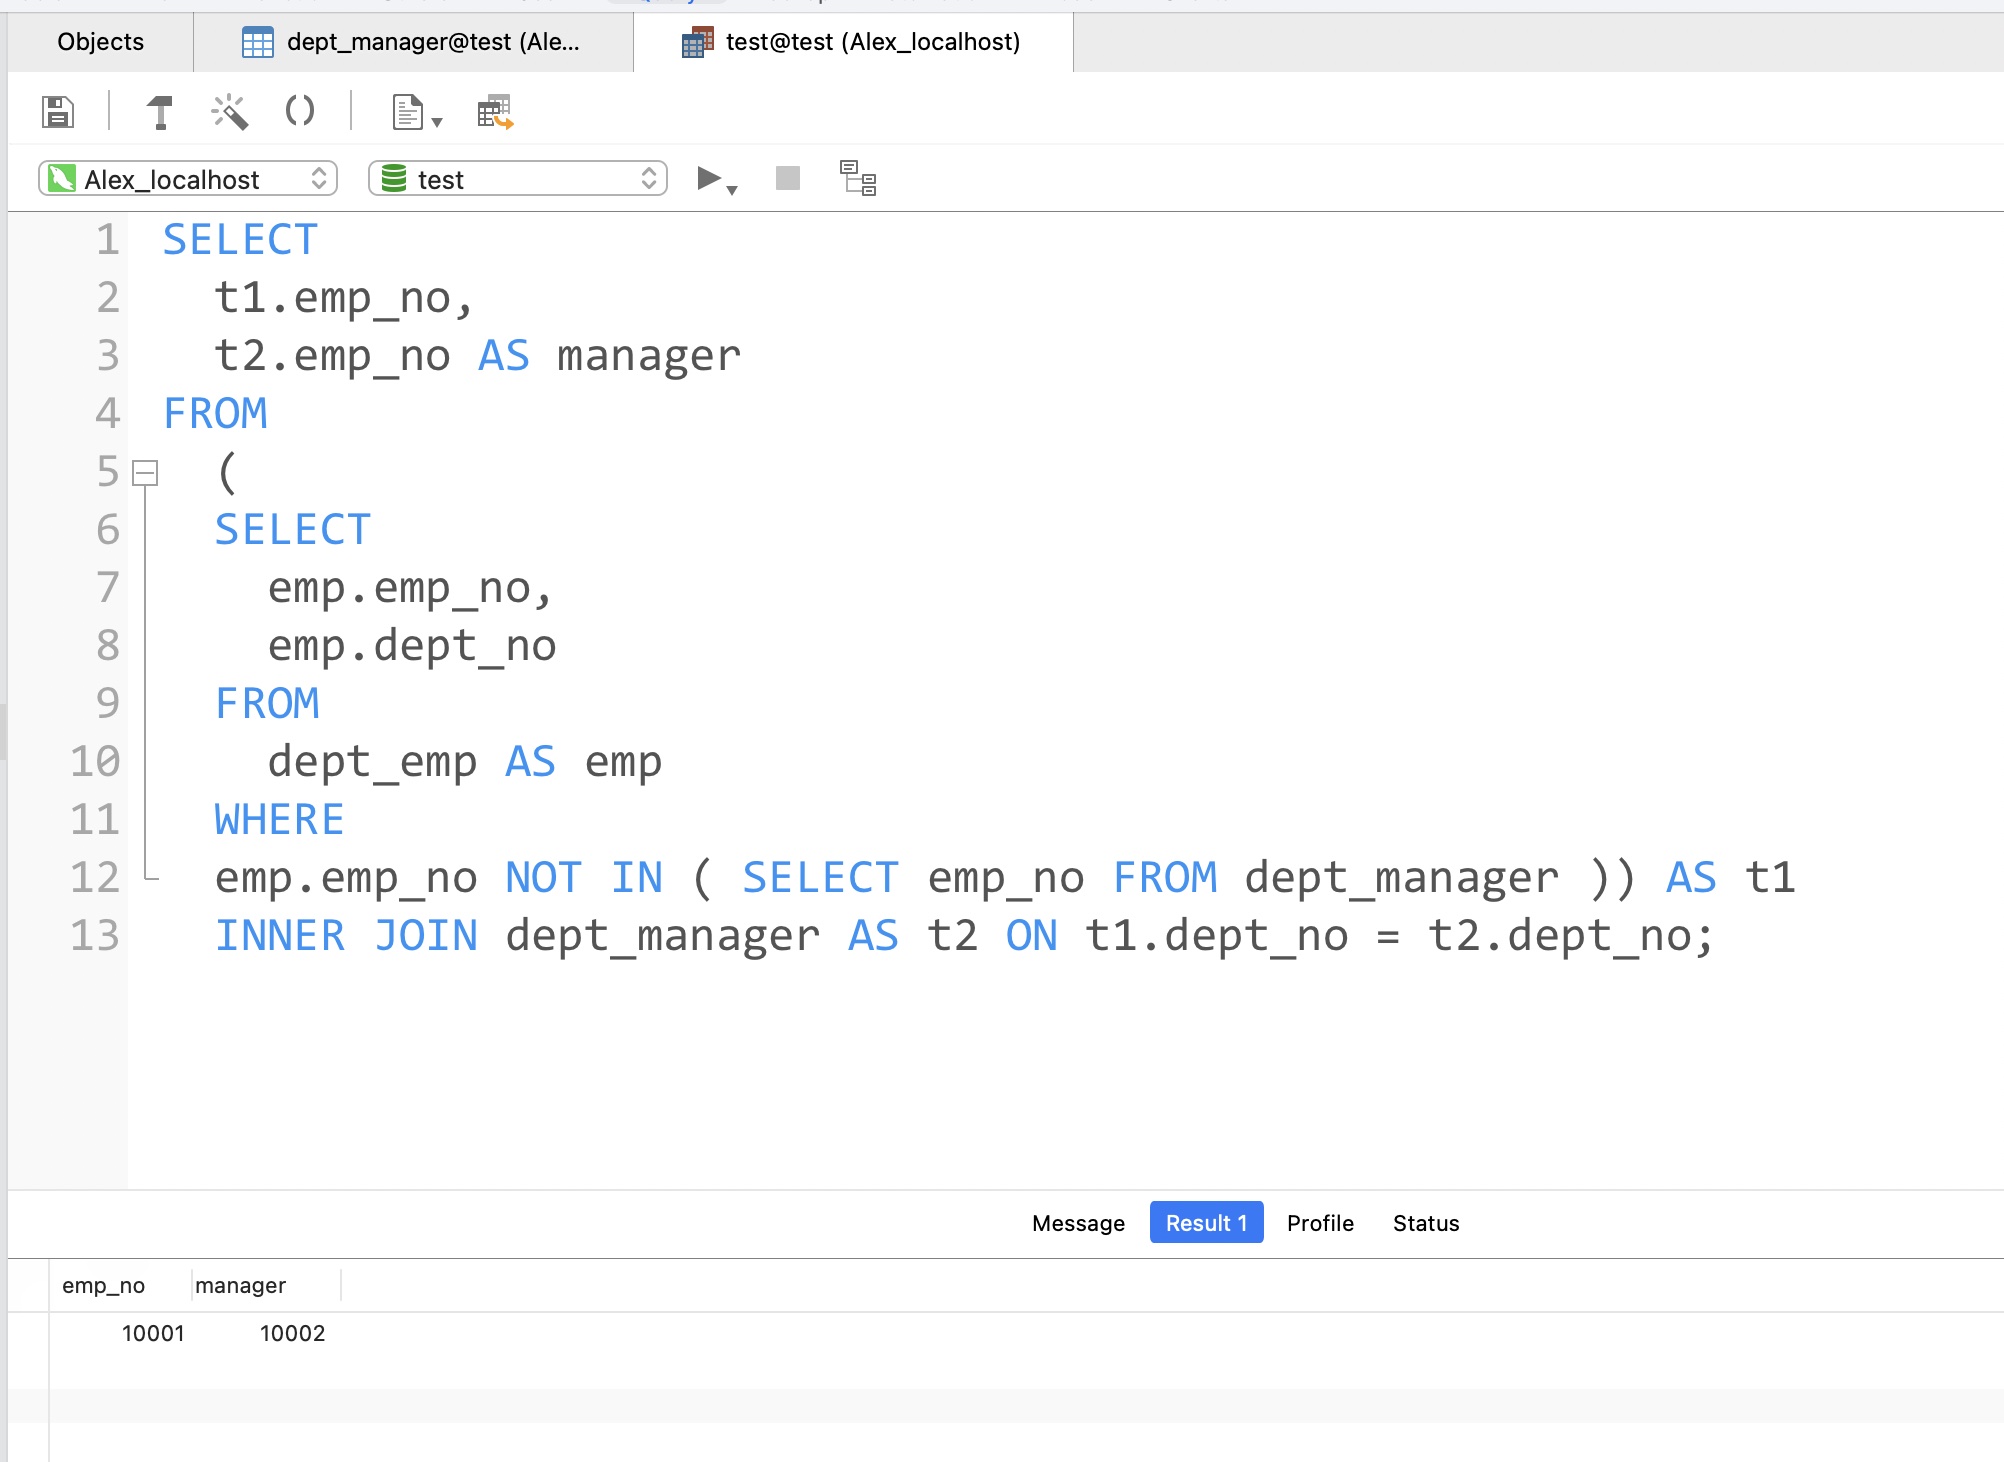 Objects
dept_manager@test (Ale...
test@test (Alex_localhost)
Alex_localhost
test
1 SELECT
2 t1.emp_no,
3 t2.emp_no AS manager
4 FROM
5 (
6 SELECT
7 emp.emp_no,
8 emp.dept_no
9 FROM
10 dept_emp AS emp
11 WHERE
12 emp.emp_no NOT IN ( SELECT emp_no FROM dept_manager )) AS t1
13 INNER JOIN dept_manager AS t2 ON t1.dept_no = t2.dept_no;
Message Result 1 Profile Status
emp_no manager
10001 10002